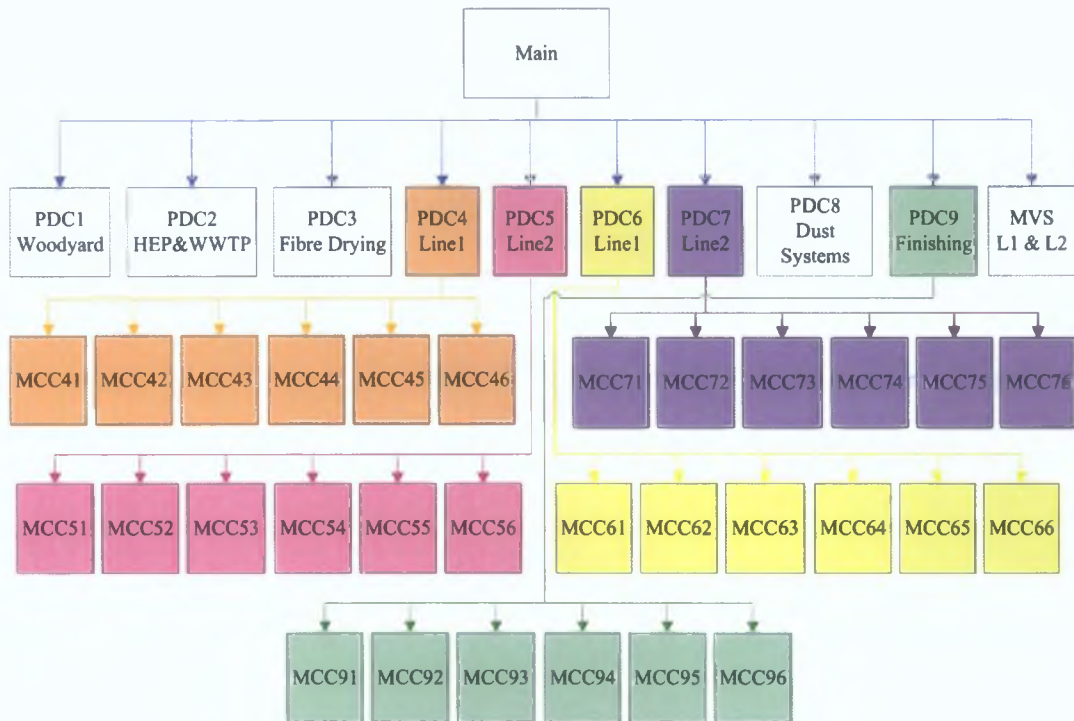 Main
PDC1
Woodyard
PDC2
HEP&WWTP
PDC3
Fibre Drying
PDC4
Line1
PDC5
Line2
PDC6
Line1
PDC7
Line2
PDC8
Dust
Systems
PDC9
Finishing
MVS
L1 & L2
MCC41
MCC42
MCC43
MCC44
MCC45
MCC46
MCC71
MCC72
MCC73
MCC74
MCC75
MCC76
MCC51
MCC52
MCC53
MCC54
MCC55
MCC56
MCC61
MCC62
MCC63
MCC64
MCC65
MCC66
MCC91
MCC92
MCC93
MCC94
MCC95
MCC96